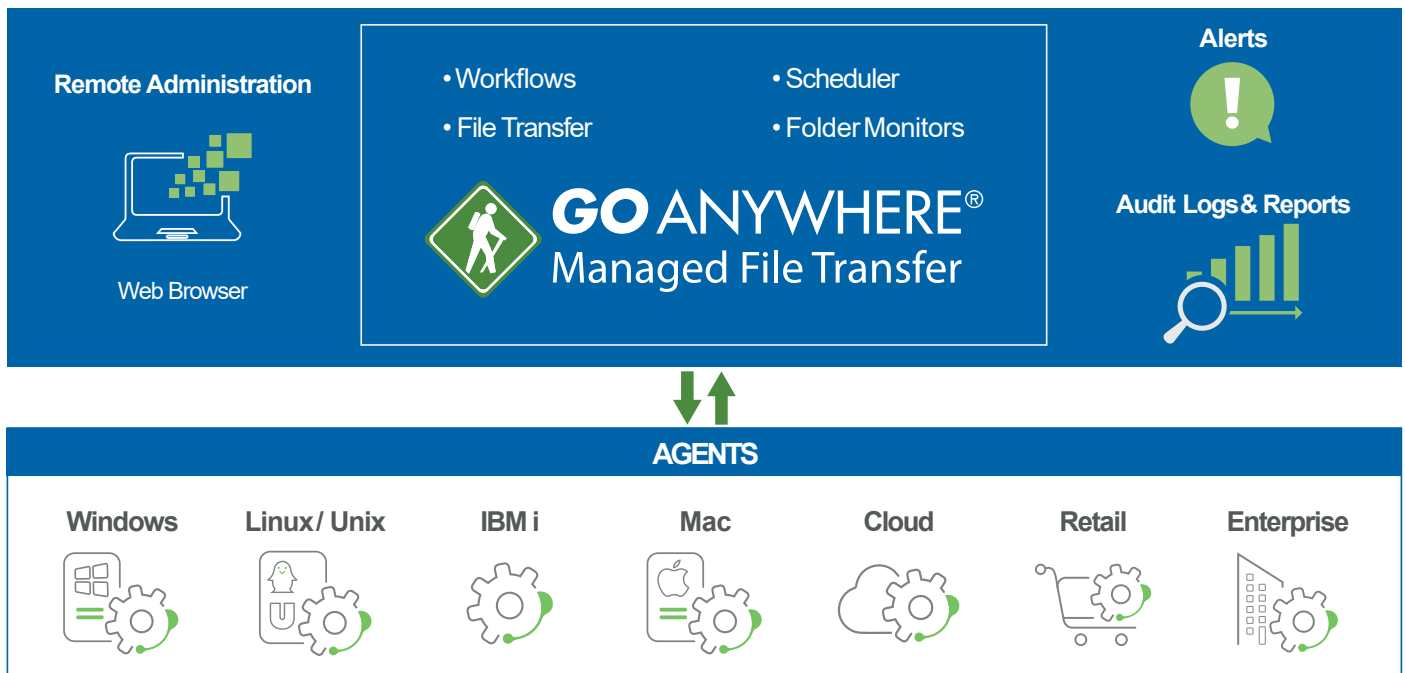 Remote Administration
Web Browser
• Workflows
• File Transfer
• Scheduler
• Folder Monitors
GO ANYWHERE®
Managed File Transfer
Alerts
!
Audit Logs & Reports
AGENTS
Windows
Linux / Unix
U
IBM i
Mac
Cloud
Retail
Enterprise